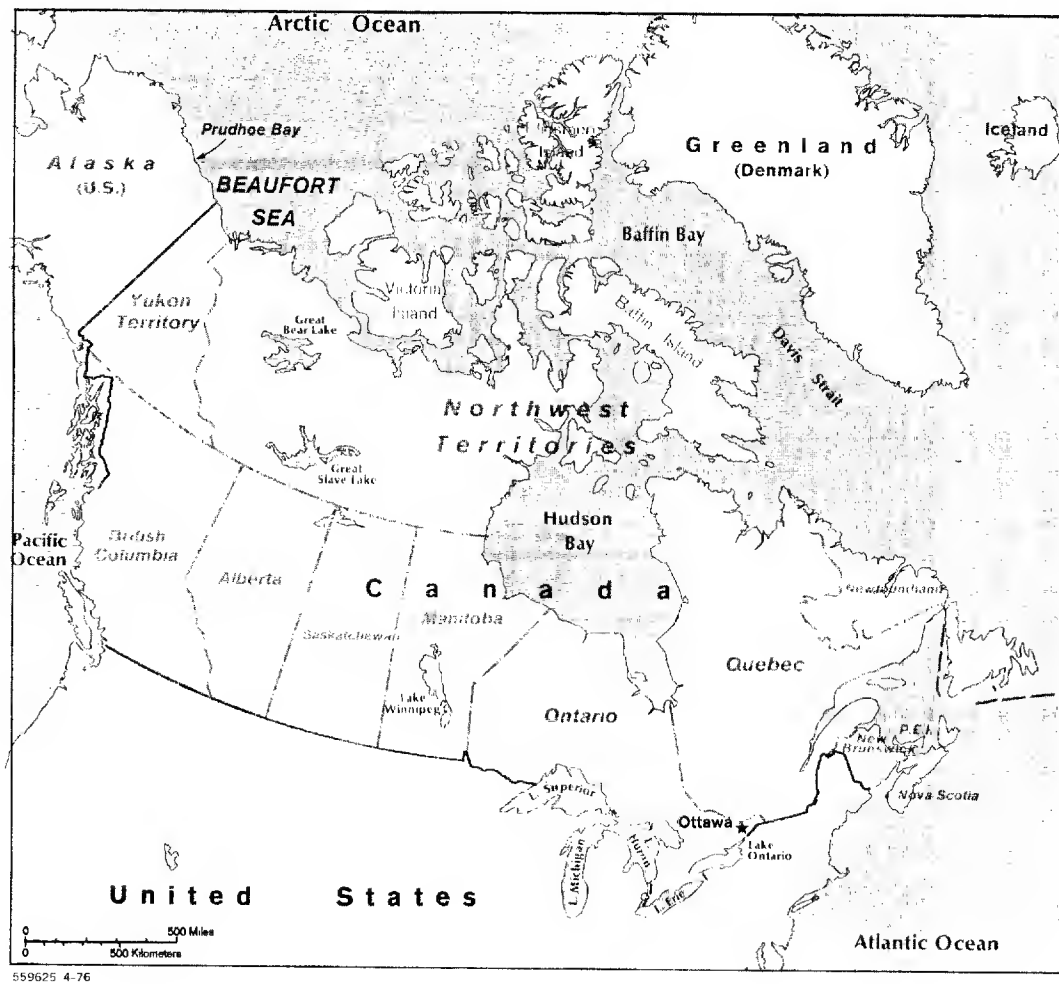 Arctic Ocean
Prudhoe Bay
Alaska
(U.S.)
BEAUFORT
SEA
Island
Greenland
(Denmark)
Iceland
Baffin Bay
Yukon
Territory
Great
Bear Lake
Victoria
Island
Baffin
Island
Davis
Strait
Northwest
Territories
Great
Slave Lake
Hudson
Bay
Pacific
Ocean
British
Columbia
Alberta
Canada
Saskatchewan
Manitoba
Newfoundland
Quebec
Lake
Winnipeg
Ontario
P.E.I.
New
Brunswick
Nova Scotia
L. Superior
Ottawa
Lake
Ontario
L.
Huron
L. Michigan
L. Erie
United States
0 500 Miles
0 500 Kilometers
Atlantic Ocean
559625 4-76